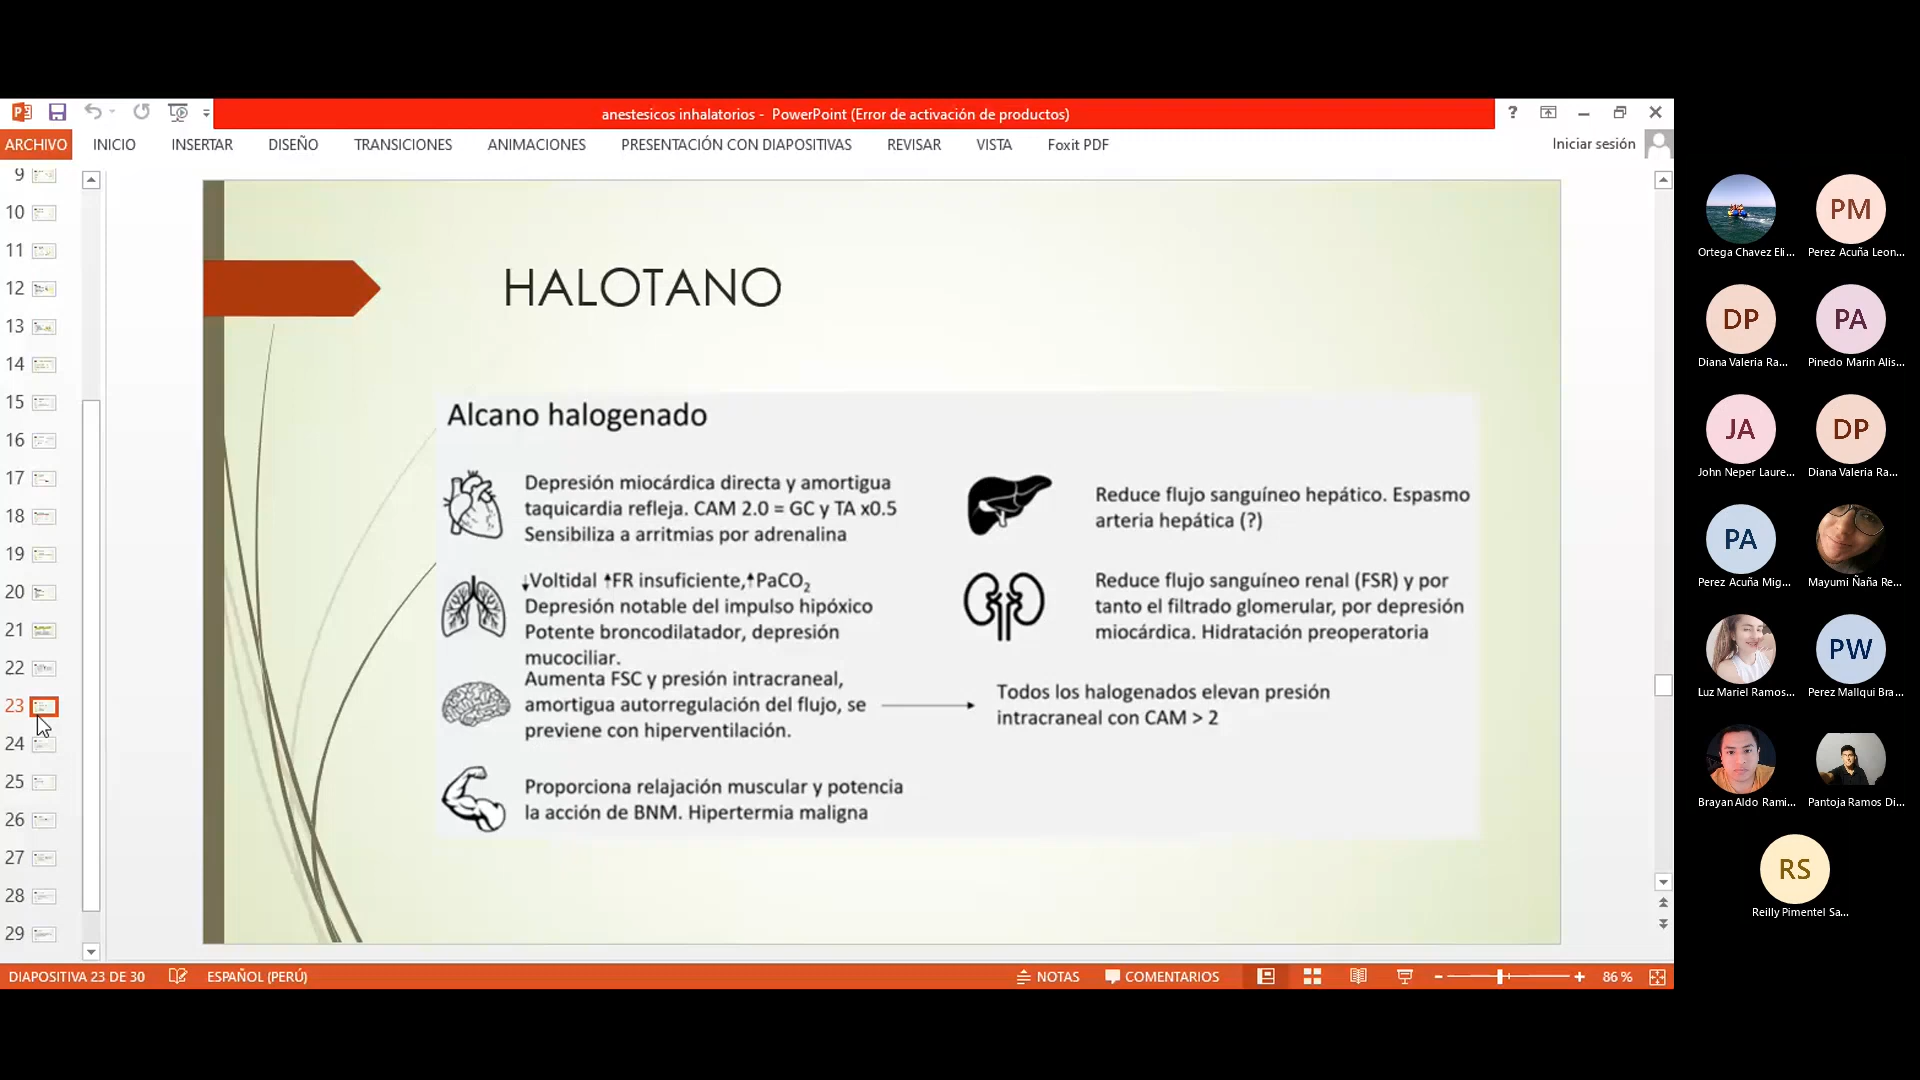 anestesicos inhalatorios - PowerPoint (Error de activación de productos)
?
ARCHIVO INICIO INSERTAR DISEÑO TRANSICIONES ANIMACIONES PRESENTACIÓN CON DIAPOSITIVAS REVISAR VISTA Foxit PDF Iniciar sesión
9
10
11
12
13
14
15
16
17
18
19
20
21
22
23
24
25
26
27
28
29
HALOTANO
Alcano halogenado
Depresión miocárdica directa y amortigua
taquicardia refleja. CAM 2.0 = GC y TA x0.5
Sensibiliza a arritmias por adrenalina
↓Voltidal ↑FR insuficiente,↑PaCO₂
Depresión notable del impulso hipóxico
Potente broncodilatador, depresión
mucociliar.
Aumenta FSC y presión intracraneal,
amortigua autorregulación del flujo, se
previene con hiperventilación.
Proporciona relajación muscular y potencia
la acción de BNM. Hipertermia maligna
Reduce flujo sanguíneo hepático. Espasmo
arteria hepática (?)
Reduce flujo sanguíneo renal (FSR) y por
tanto el filtrado glomerular, por depresión
miocárdica. Hidratación preoperatoria
Todos los halogenados elevan presión
intracraneal con CAM > 2
DIAPOSITIVA 23 DE 30 ESPAÑOL (PERÚ) NOTAS COMENTARIOS 86 %
Ortega Chavez Eli...
PM
Perez Acuña Leon...
DP
Diana Valeria Ra...
PA
Pinedo Marin Alis...
JA
John Neper Laure...
DP
Diana Valeria Ra...
PA
Perez Acuña Mig...
Mayumi Ñaña Re...
Luz Mariel Ramos...
PW
Perez Mallqui Bra...
Brayan Aldo Rami...
Pantoja Ramos Di...
RS
Reilly Pimentel Sa...